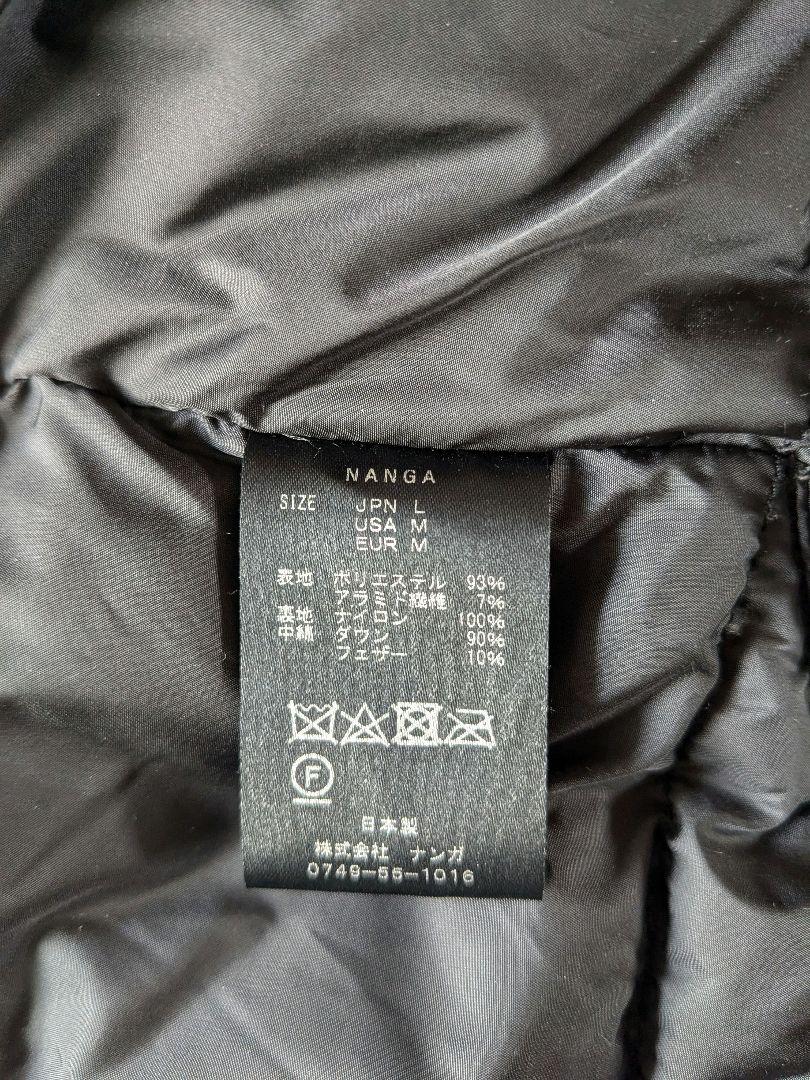 NANGA
SIZE JPN L
USA M
EUR M
表地 ポリエステル 93%
アラミド繊維 7%
裏地 ナイロン 100%
中綿 ダウン 90%
フェザー 10%
F
日本製
株式会社 ナンガ
0749-55-1016